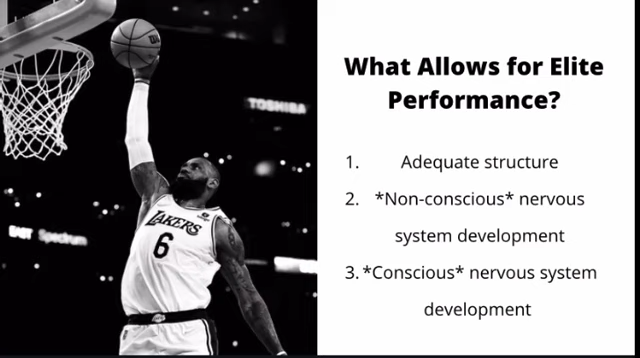 What Allows for Elite
Performance?
1. Adequate structure
2. *Non-conscious* nervous
system development
3. *Conscious* nervous system
development
TOSHIBA
Spectrum
LAKERS
6